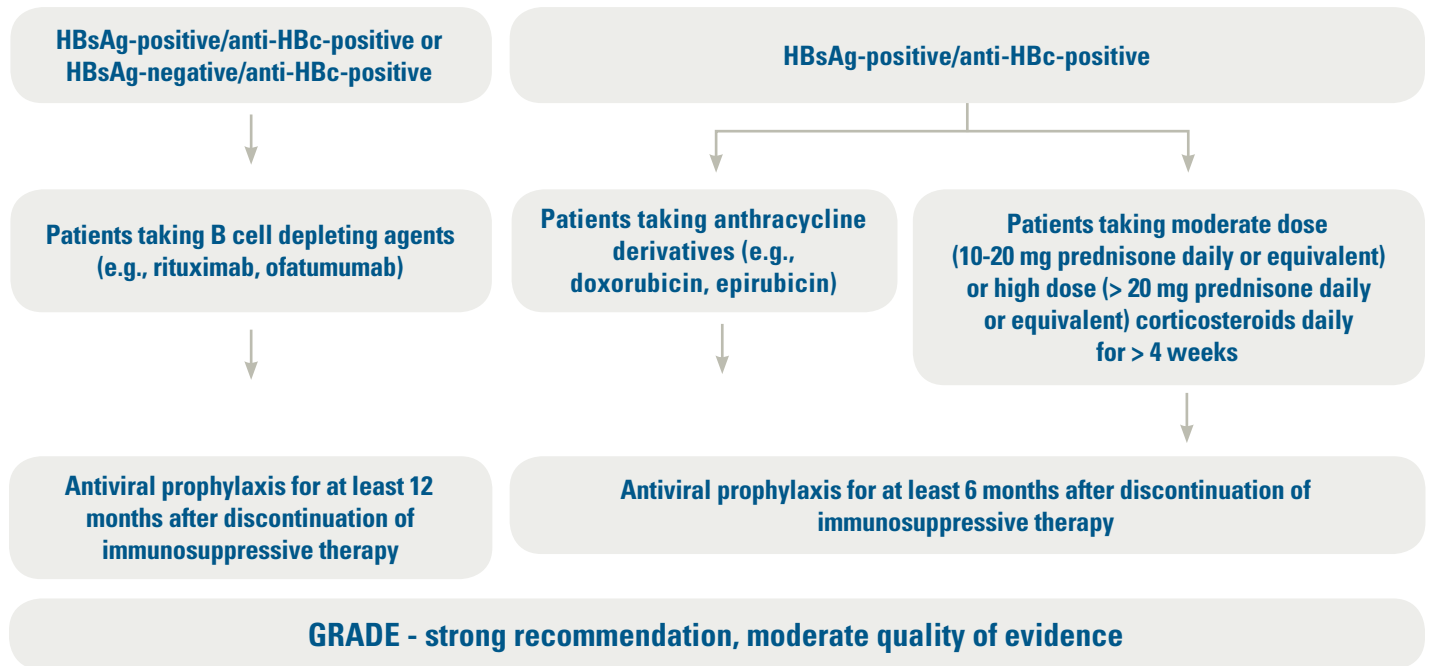 HBsAg-positive/anti-HBc-positive or
HBsAg-negative/anti-HBc-positive
HBsAg-positive/anti-HBc-positive
Patients taking B cell depleting agents
(e.g., rituximab, ofatumumab)
Patients taking anthracycline
derivatives (e.g.,
doxorubicin, epirubicin)
Patients taking moderate dose
(10-20 mg prednisone daily or equivalent)
or high dose (> 20 mg prednisone daily
or equivalent) corticosteroids daily
for > 4 weeks
Antiviral prophylaxis for at least 12
months after discontinuation of
immunosuppressive therapy
Antiviral prophylaxis for at least 6 months after discontinuation of
immunosuppressive therapy
GRADE - strong recommendation, moderate quality of evidence